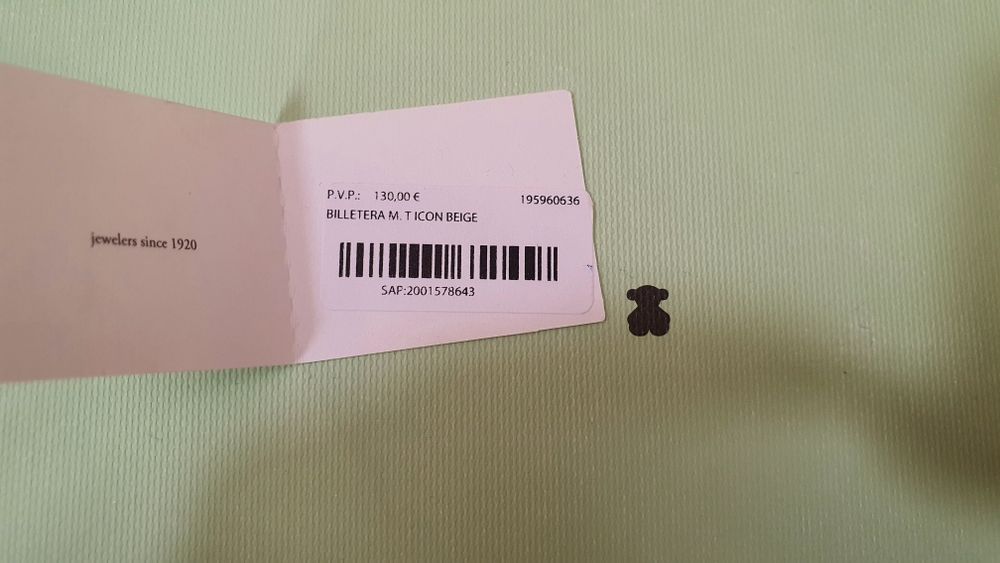 jewelers since 1920
P.V.P.: 130,00 € 195960636
BILLETERA M. T ICON BEIGE
SAP:2001578643